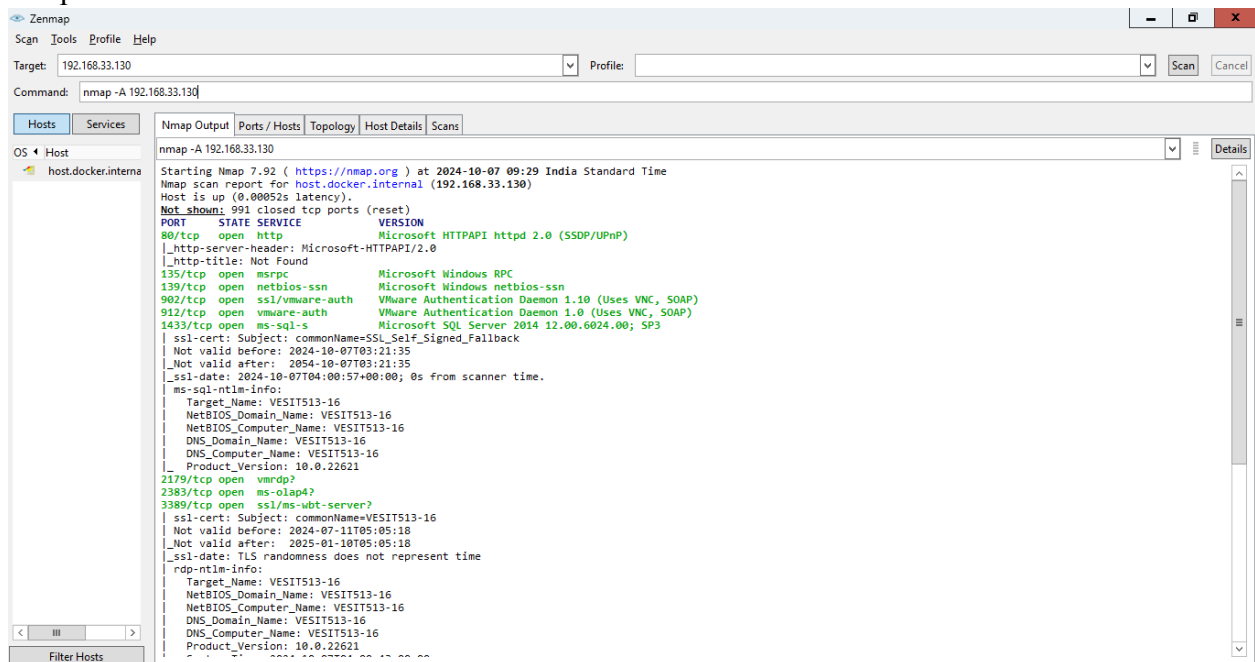 Zenmap
Scan Tools Profile Help
Target: 192.168.33.130 Profile: Scan Cancel
Command: nmap -A 192.168.33.130
Hosts Services Nmap Output Ports / Hosts Topology Host Details Scans
OS Host nmap -A 192.168.33.130 Details
host.docker.interna
Starting Nmap 7.92 ( https://nmap.org ) at 2024-10-07 09:29 India Standard Time
Nmap scan report for host.docker.internal (192.168.33.130)
Host is up (0.00052s latency).
Not shown: 991 closed tcp ports (reset)
PORT STATE SERVICE VERSION
80/tcp open http Microsoft HTTPAPI httpd 2.0 (SSDP/UPnP)
|_http-server-header: Microsoft-HTTPAPI/2.0
|_http-title: Not Found
135/tcp open msrpc Microsoft Windows RPC
139/tcp open netbios-ssn Microsoft Windows netbios-ssn
902/tcp open ssl/vmware-auth VMware Authentication Daemon 1.10 (Uses VNC, SOAP)
912/tcp open vmware-auth VMware Authentication Daemon 1.0 (Uses VNC, SOAP)
1433/tcp open ms-sql-s Microsoft SQL Server 2014 12.00.6024.00; SP3
| ssl-cert: Subject: commonName=SSL_Self_Signed_Fallback
| Not valid before: 2024-10-07T03:21:35
|_Not valid after: 2054-10-07T03:21:35
|_ssl-date: 2024-10-07T04:00:57+00:00; 0s from scanner time.
| ms-sql-ntlm-info:
| Target_Name: VESIT513-16
| NetBIOS_Domain_Name: VESIT513-16
| NetBIOS_Computer_Name: VESIT513-16
| DNS_Domain_Name: VESIT513-16
| DNS_Computer_Name: VESIT513-16
|_ Product_Version: 10.0.22621
2179/tcp open vmrdp?
2383/tcp open ms-olap4?
3389/tcp open ssl/ms-wbt-server?
| ssl-cert: Subject: commonName=VESIT513-16
| Not valid before: 2024-07-11T05:05:18
|_Not valid after: 2025-01-10T05:05:18
|_ssl-date: TLS randomness does not represent time
| rdp-ntlm-info:
| Target_Name: VESIT513-16
| NetBIOS_Domain_Name: VESIT513-16
| NetBIOS_Computer_Name: VESIT513-16
| DNS_Domain_Name: VESIT513-16
| DNS_Computer_Name: VESIT513-16
| Product_Version: 10.0.22621
Filter Hosts